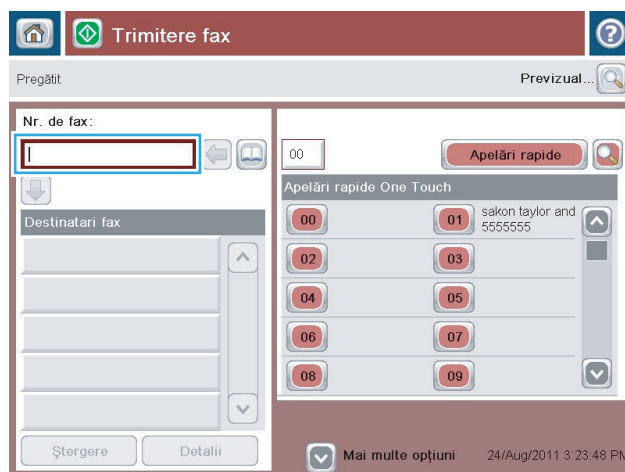 Trimitere fax
?
Pregătit
Previzual...
Nr. de fax:
00
Apelări rapide
Apelări rapide One Touch
Destinatari fax
00
01 sakon taylor and
5555555
02 03
04 05
06 07
08 09
Ștergere Detalii
Mai multe opțiuni 24/Aug/2011 3:23:48 PM